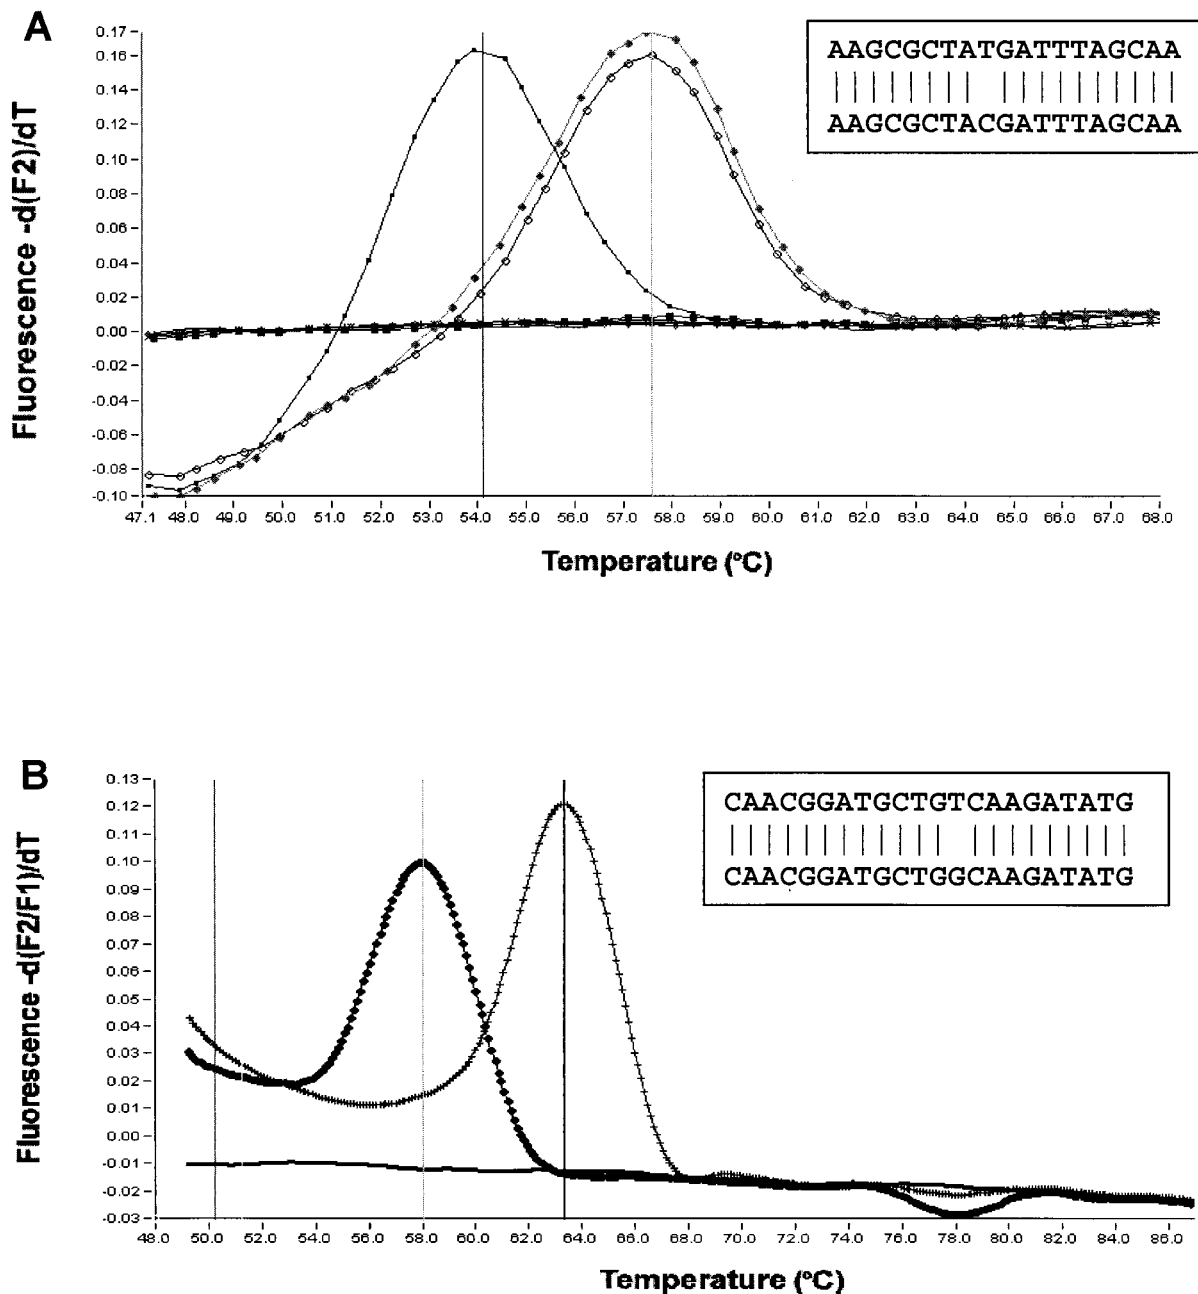 A
Fluorescence -d(F2)/dT
0.17
0.16
0.14
0.12
0.10
0.08
0.06
0.04
0.02
0.00
-0.02
-0.04
-0.06
-0.08
-0.10
47.1 48.0 49.0 50.0 51.0 52.0 53.0 54.0 55.0 56.0 57.0 58.0 59.0 60.0 61.0 62.0 63.0 64.0 65.0 66.0 67.0 68.0
Temperature (°C)
AAGCGCTATGATTTAGCAA
AAGCGCTACGATTTAGCAA
B
Fluorescence -d(F2/F1)/dT
0.13
0.12
0.11
0.10
0.09
0.08
0.07
0.06
0.05
0.04
0.03
0.02
0.01
0.00
-0.01
-0.02
-0.03
48.0 50.0 52.0 54.0 56.0 58.0 60.0 62.0 64.0 66.0 68.0 70.0 72.0 74.0 76.0 78.0 80.0 82.0 84.0 86.0
Temperature (°C)
CAACGGATGCTGTCAAGATATG
CAACGGATGCTGGCAAGATATG